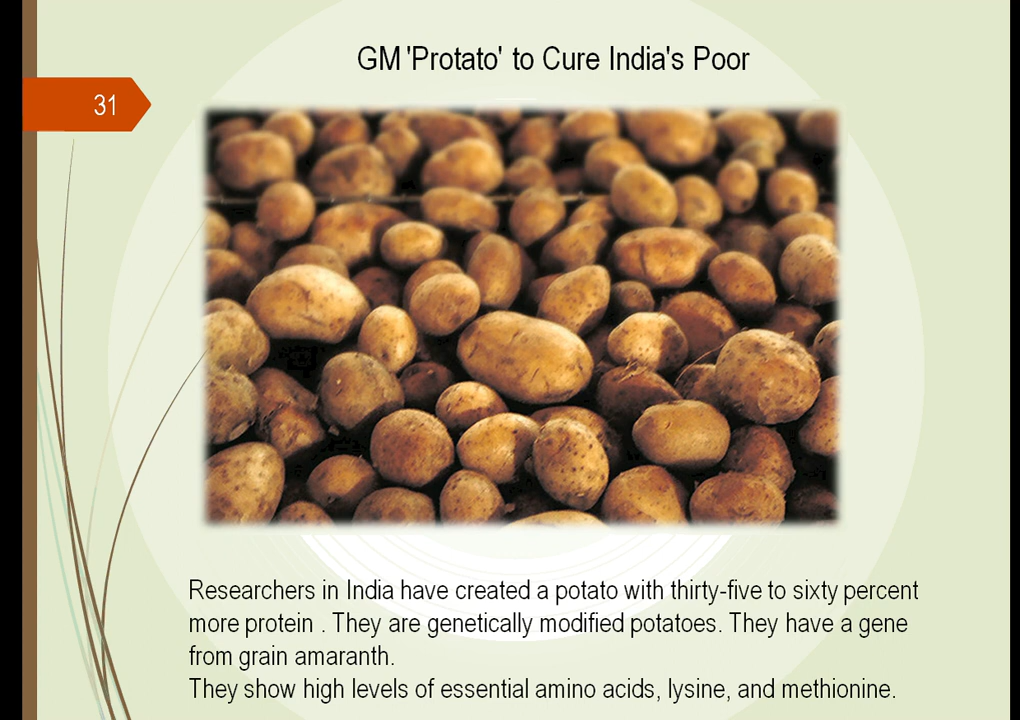 GM 'Protato' to Cure India's Poor
31
Researchers in India have created a potato with thirty-five to sixty percent
more protein . They are genetically modified potatoes. They have a gene
from grain amaranth.
They show high levels of essential amino acids, lysine, and methionine.